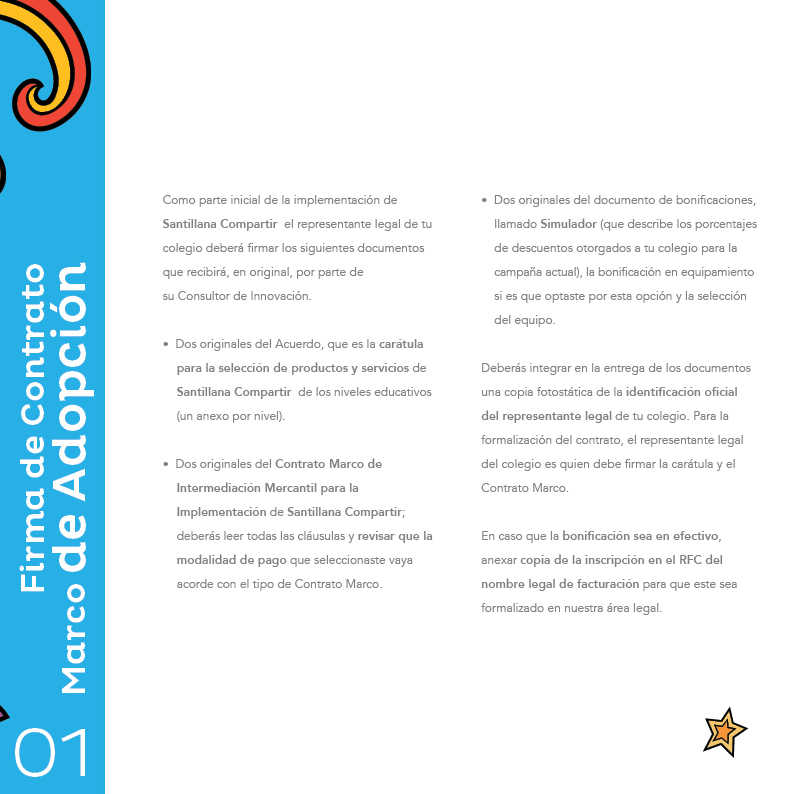 Firma de Contrato
Marco de Adopción
01
Como parte inicial de la implementación de
Santillana Compartir el representante legal de tu
colegio deberá firmar los siguientes documentos
que recibirá, en original, por parte de
su Consultor de Innovación.
• Dos originales del Acuerdo, que es la carátula
para la selección de productos y servicios de
Santillana Compartir de los niveles educativos
(un anexo por nivel).
• Dos originales del Contrato Marco de
Intermediación Mercantil para la
Implementación de Santillana Compartir;
deberás leer todas las cláusulas y revisar que la
modalidad de pago que seleccionaste vaya
acorde con el tipo de Contrato Marco.
• Dos originales del documento de bonificaciones,
llamado Simulador (que describe los porcentajes
de descuentos otorgados a tu colegio para la
campaña actual), la bonificación en equipamiento
si es que optaste por esta opción y la selección
del equipo.
Deberás integrar en la entrega de los documentos
una copia fotostática de la identificación oficial
del representante legal de tu colegio. Para la
formalización del contrato, el representante legal
del colegio es quien debe firmar la carátula y el
Contrato Marco.
En caso que la bonificación sea en efectivo,
anexar copia de la inscripción en el RFC del
nombre legal de facturación para que este sea
formalizado en nuestra área legal.